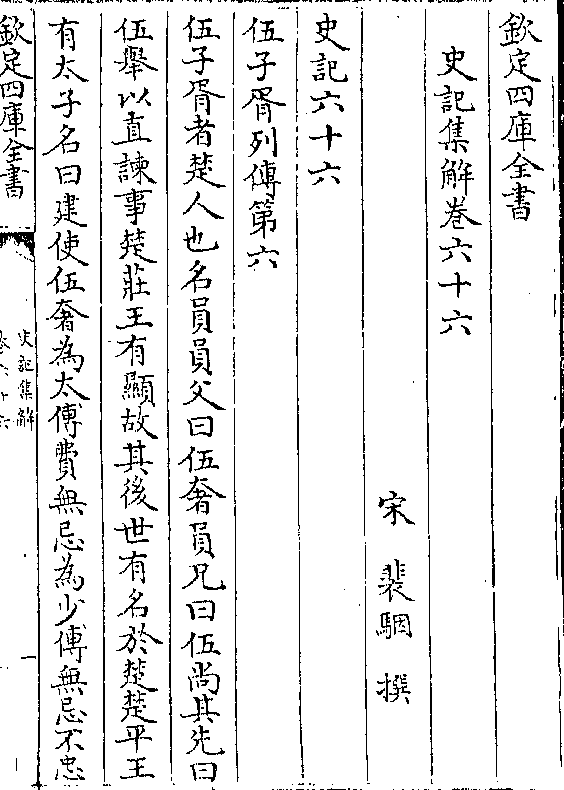 欽定四庫全書
史記集解卷六十六
宋 裴駰 撰
史記六十六
伍子胥列傳第六
伍子胥者楚人也名員員父曰伍奢員兄曰伍尚其先曰
伍舉以直諫事楚莊王有顯故其後世有名於楚楚平王
有太子名曰建使伍奢為太傅費無忌為少傅無忌不忠
欽定四庫全書
史記集解
卷六十六
一